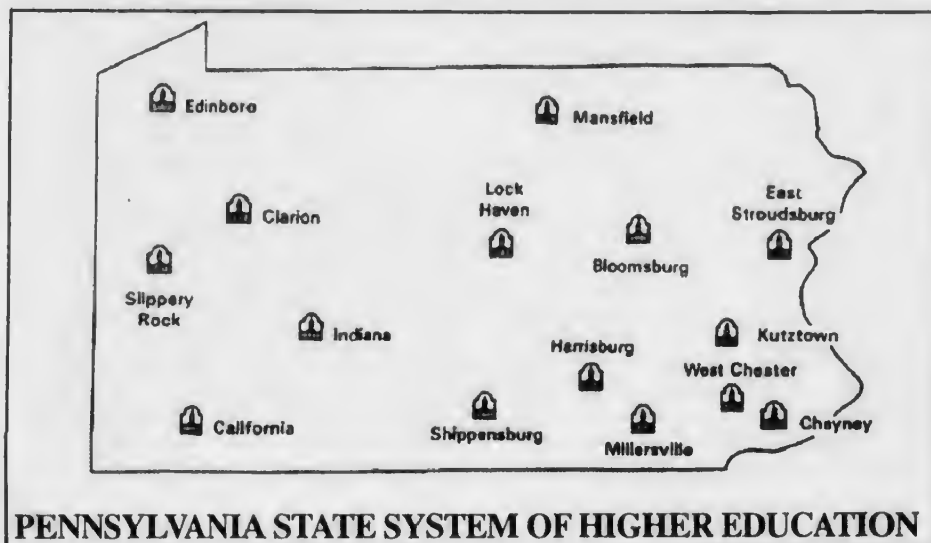 Edinboro
Mansfield
Lock
Haven
East
Stroudsburg
Clarion
Bloomsburg
Slippery
Rock
Indiana
Harrisburg
Kutztown
West Chester
California
Shippensburg
Millersville
Cheyney
PENNSYLVANIA STATE SYSTEM OF HIGHER EDUCATION